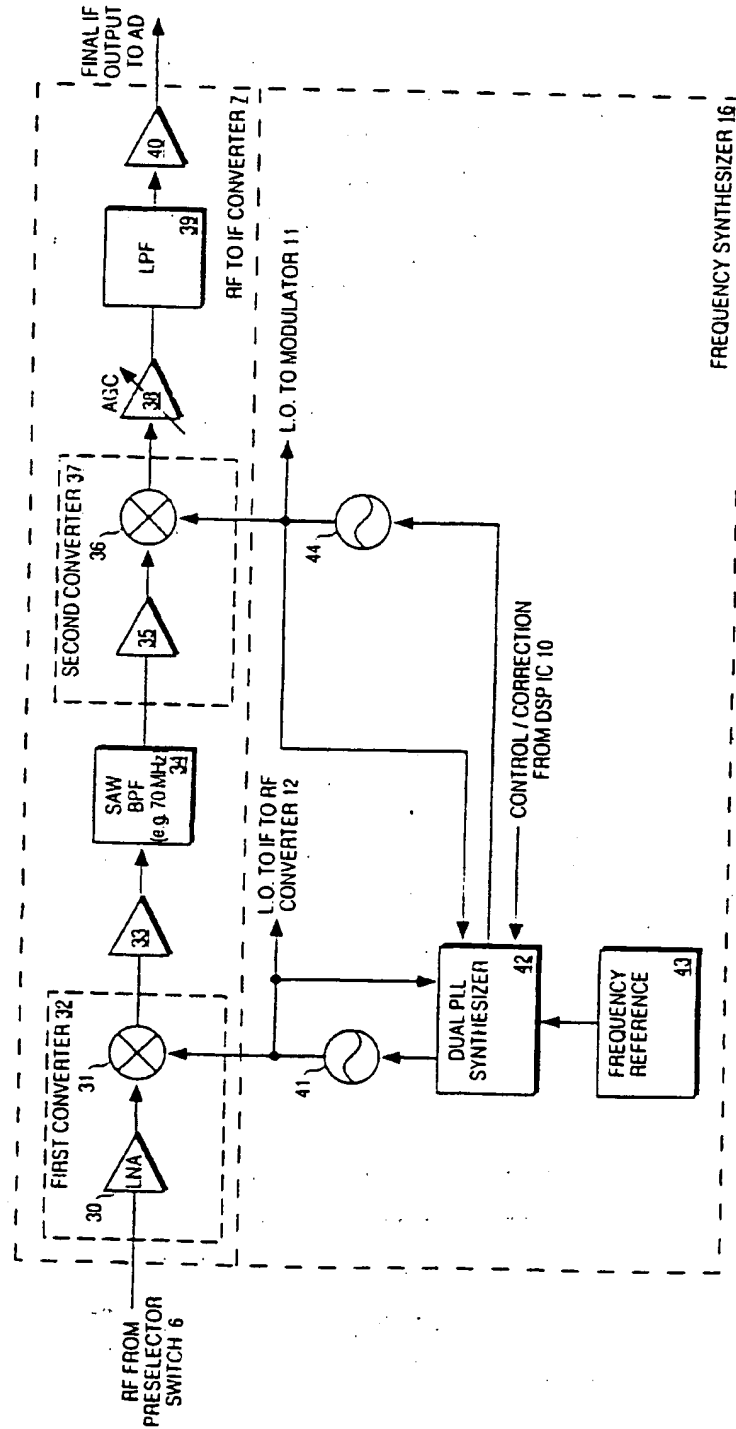 RF FROM
PRESELECTOR
SWITCH 6
FIRST CONVERTER 32
30
LNA
31
33
SAW
BPF
(e.g. 70 MHz)
34
SECOND CONVERTER 37
35
36
AGC
38
LPF
39
40
FINAL IF
OUTPUT
TO AD
RF TO IF CONVERTER 7
L.O. TO IF TO RF
CONVERTER 12
L.O. TO MODULATOR 11
41
44
DUAL PLL
SYNTHESIZER
42
CONTROL / CORRECTION
FROM DSP IC 10
FREQUENCY
REFERENCE
43
FREQUENCY SYNTHESIZER 16